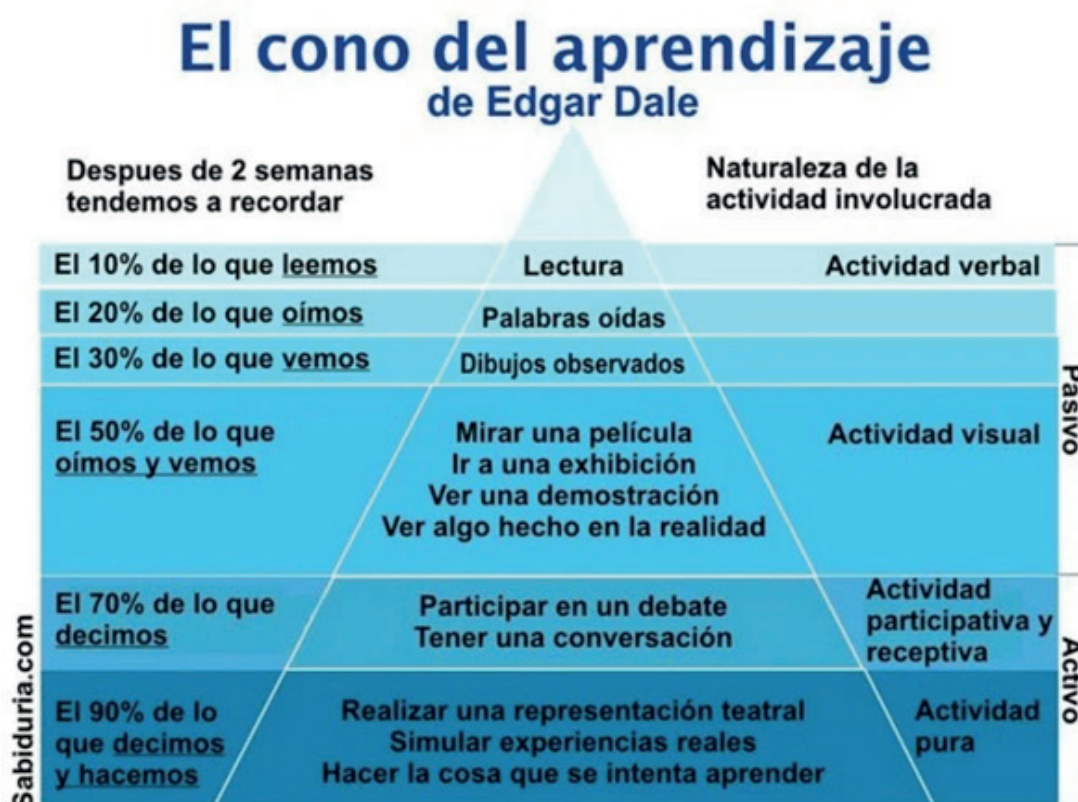 El cono del aprendizaje
de Edgar Dale
Despues de 2 semanas
tendemos a recordar
Naturaleza de la
actividad involucrada
El 10% de lo que leemos
Lectura
Actividad verbal
El 20% de lo que oímos
Palabras oídas
El 30% de lo que vemos
Dibujos observados
El 50% de lo que
oímos y vemos
Mirar una película
Ir a una exhibición
Ver una demostración
Ver algo hecho en la realidad
Actividad visual
Pasivo
El 70% de lo que
decimos
Participar en un debate
Tener una conversación
Actividad
participativa y
receptiva
El 90% de lo
que decimos
y hacemos
Realizar una representación teatral
Simular experiencias reales
Hacer la cosa que se intenta aprender
Actividad
pura
Activo
Sabiduria.com